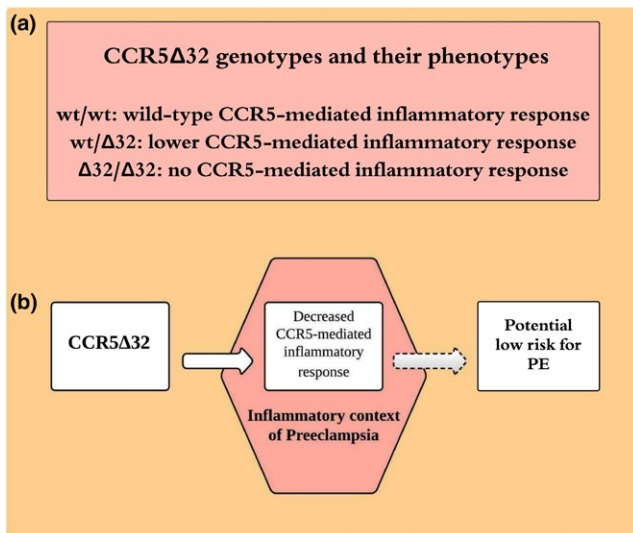 (a)
CCR5Δ32 genotypes and their phenotypes
wt/wt: wild-type CCR5-mediated inflammatory response
wt/Δ32: lower CCR5-mediated inflammatory response
Δ32/Δ32: no CCR5-mediated inflammatory response
(b)
CCR5Δ32
Decreased
CCR5-mediated
inflammatory
response
Inflammatory context
of Preeclampsia
Potential
low risk for
PE